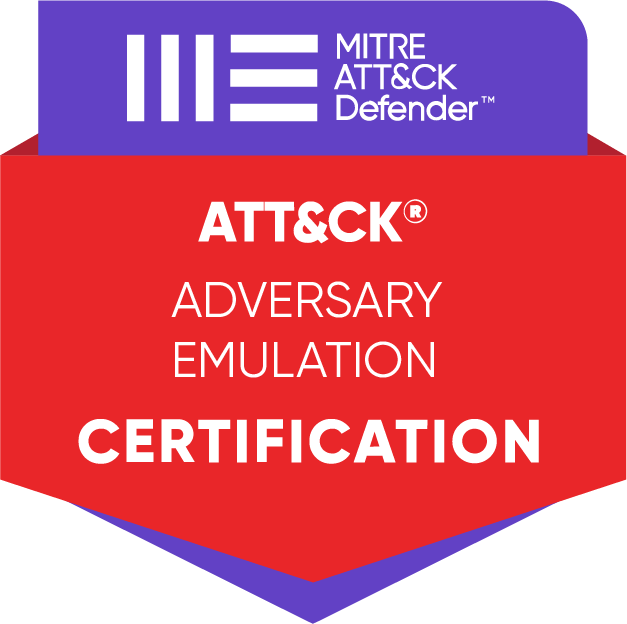 MITRE
ATT&CK
Defender™
ATT&CK®
ADVERSARY
EMULATION
CERTIFICATION